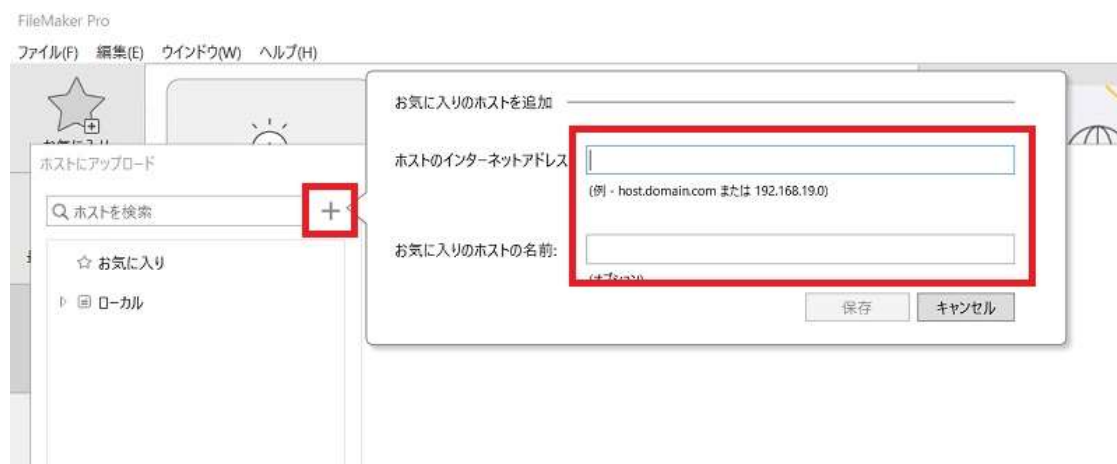 FileMaker Pro
ファイル(F) 編集(E) ウインドウ(W) ヘルプ(H)
お気に入りのホストを追加
ホストにアップロード
ホストのインターネットアドレス
(例 - host.domain.com または 192.168.19.0)
ホストを検索
お気に入りのホストの名前:
(オプション)
お気に入り
ローカル
保存 キャンセル